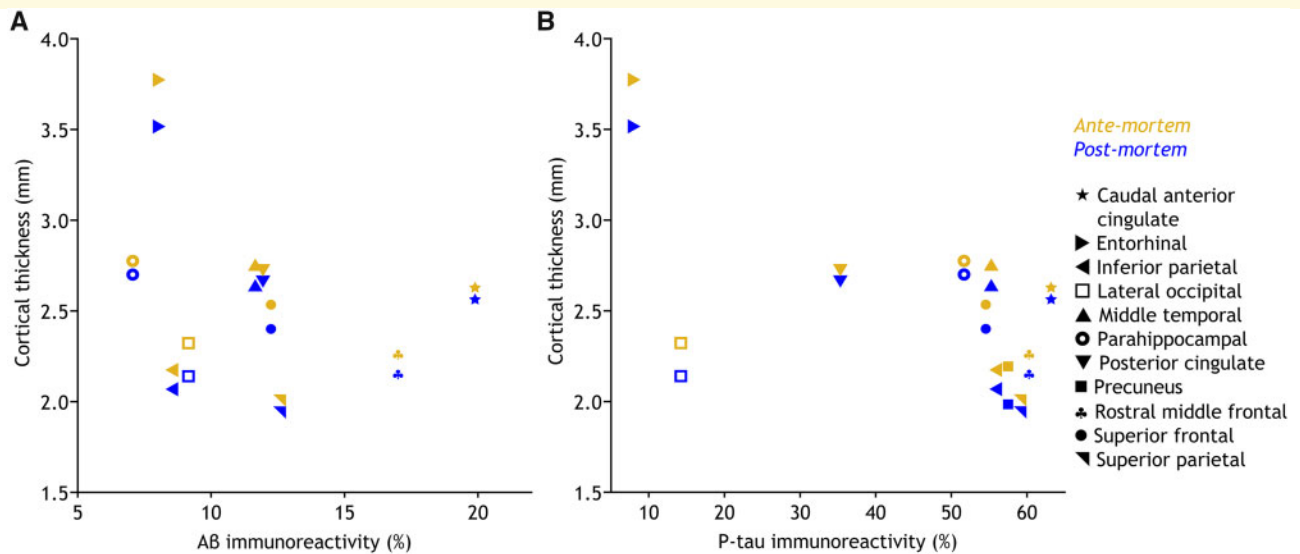 A
B
4.0
3.5
3.0
2.5
2.0
1.5
Cortical thickness (mm)
5
10
15
20
Aβ immunoreactivity (%)
4.0
3.5
3.0
2.5
2.0
1.5
Cortical thickness (mm)
10
20
30
40
50
60
P-tau immunoreactivity (%)
Ante-mortem
Post-mortem
Caudal anterior
cingulate
Entorhinal
Inferior parietal
Lateral occipital
Middle temporal
Parahippocampal
Posterior cingulate
Precuneus
Rostral middle frontal
Superior frontal
Superior parietal